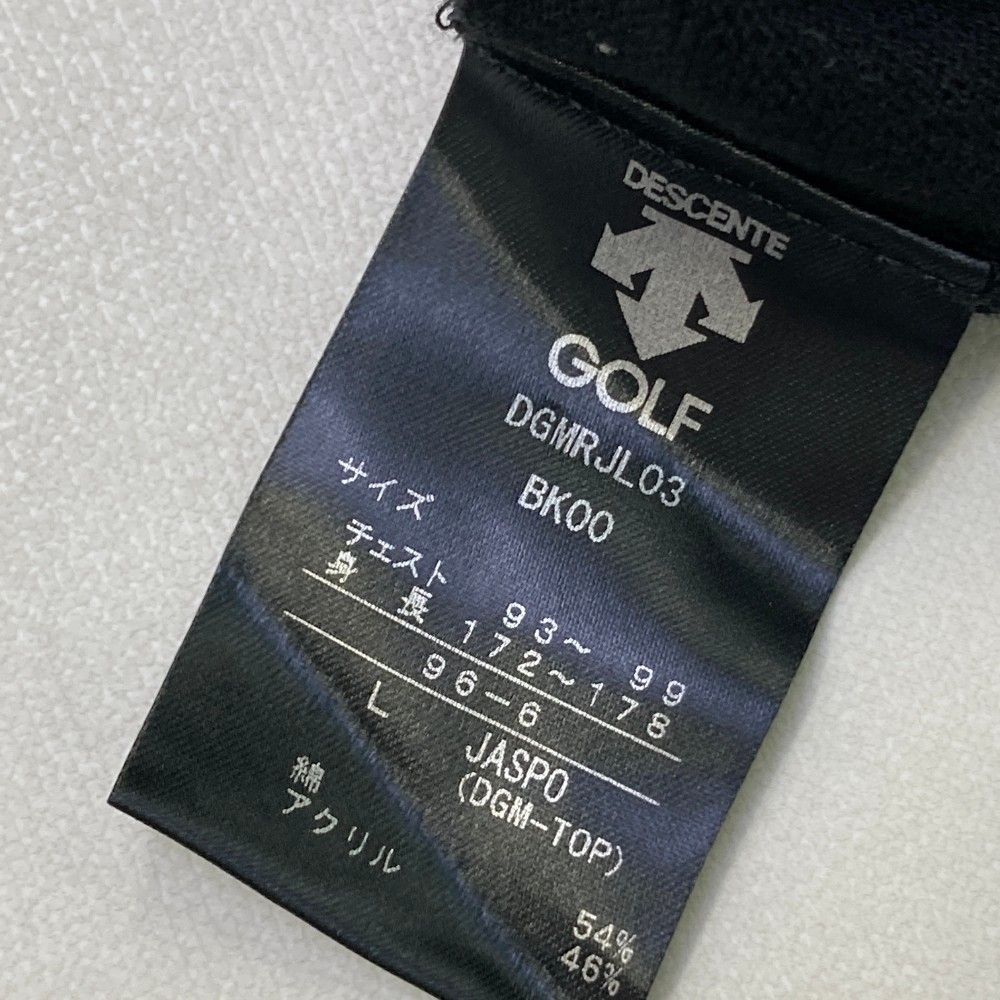 DESCENTE
GOLF
DGMRJL03
BK00
サイズ
チェスト 93～ 99
身長 172～178
96-6
L JASPO
(DGM-TOP)
綿 54%
アクリル 46%